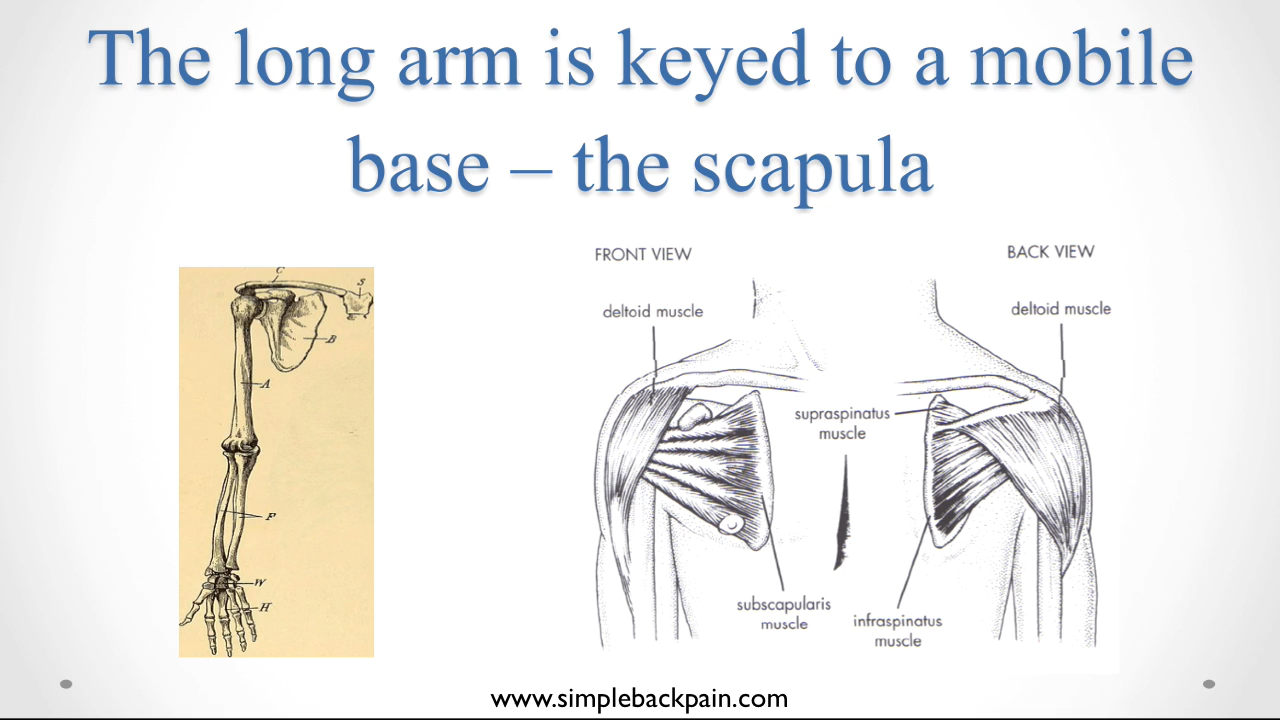 The long arm is keyed to a mobile
base – the scapula
C
S
B
A
F
W
H
FRONT VIEW
BACK VIEW
deltoid muscle
deltoid muscle
supraspinatus
muscle
subscapularis
muscle
infraspinatus
muscle
www.simplebackpain.com